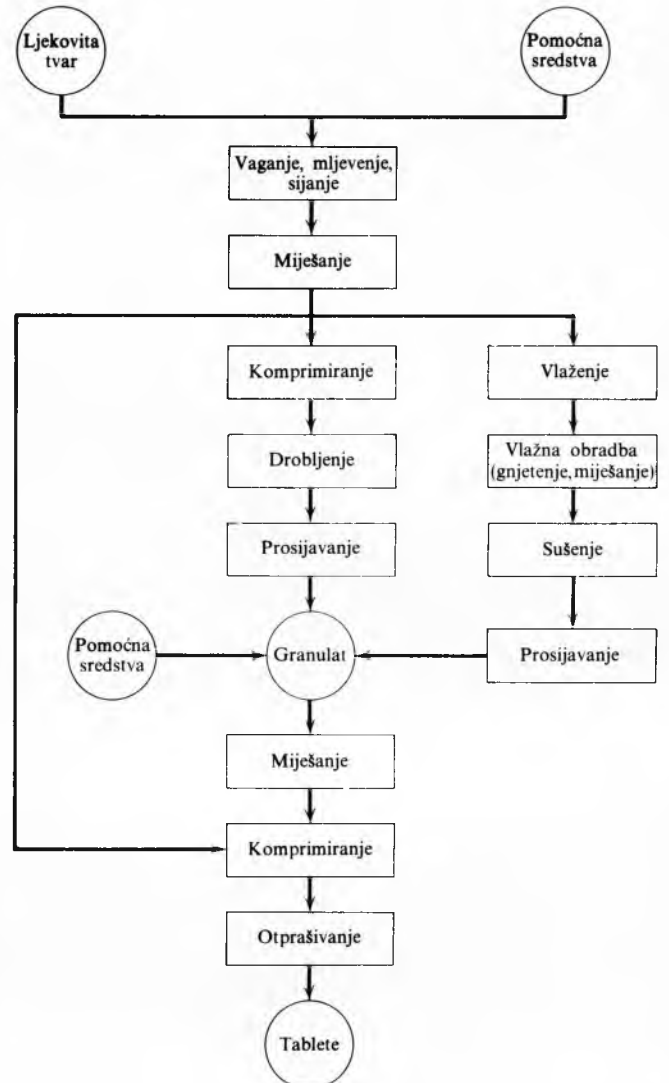 Ljekovita
tvar
Pomoćna
sredstva
Vaganje, mljevenje,
sijanje
Miješanje
Komprimiranje
Vlaženje
Drobljenje
Vlažna obradba
(gnjetenje, miješanje)
Prosijavanje
Sušenje
Pomoćna
sredstva
Granulat
Prosijavanje
Miješanje
Komprimiranje
Otprašivanje
Tablete